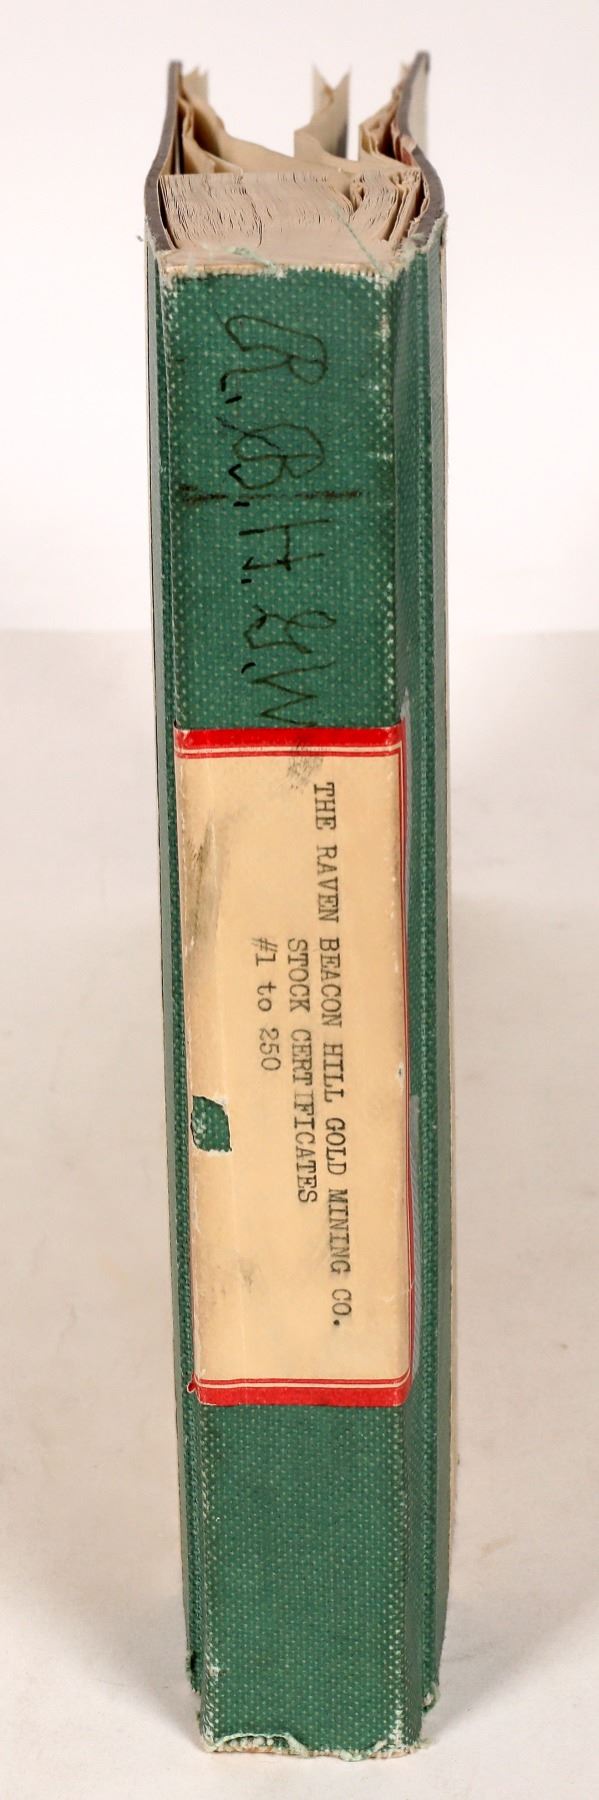 R. B. H. & W
THE RAVEN BEACON HILL GOLD MINING CO.
STOCK CERTIFICATES
#1 to 250